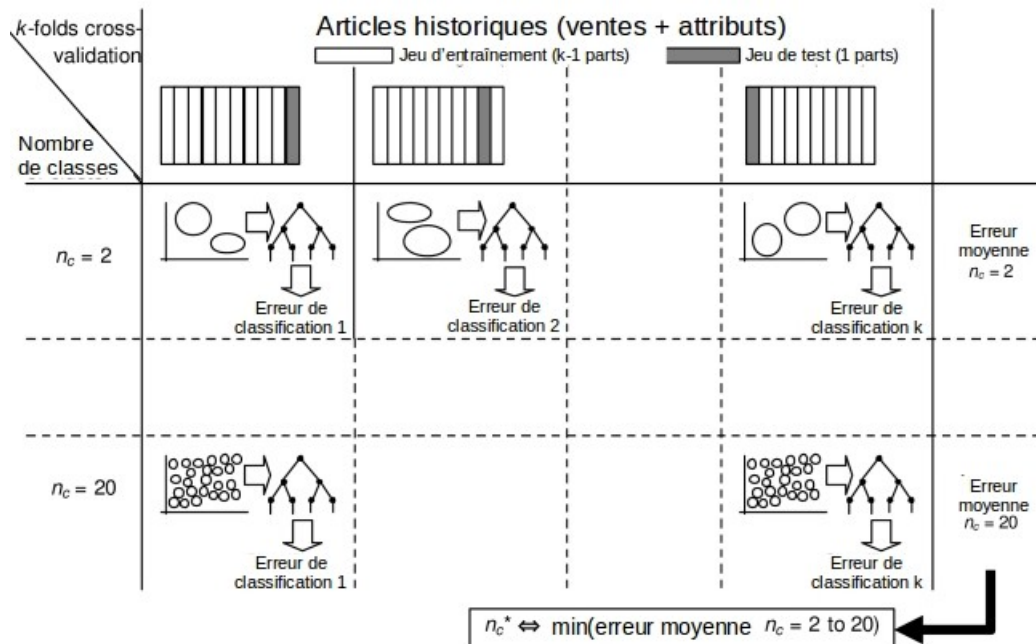 k-folds cross-
validation
Articles historiques (ventes + attributs)
Jeu d'entraînement (k-1 parts)
Jeu de test (1 parts)
Nombre
de classes
n_c = 2
Erreur de
classification 1
Erreur de
classification 2
Erreur de
classification k
Erreur
moyenne
n_c = 2
n_c = 20
Erreur de
classification 1
Erreur de
classification k
Erreur
moyenne
n_c = 20
n_c* ⇔ min(erreur moyenne n_c = 2 to 20)